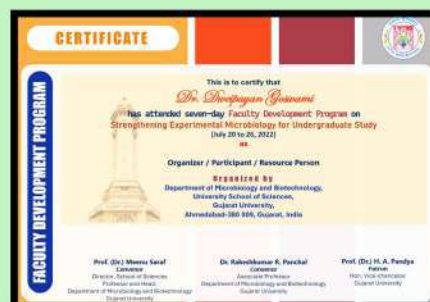 CERTIFICATE
FACULTY DEVELOPMENT PROGRAM
This is to certify that
Dr. Dweipayan Goswami
has attended seven-day Faculty Development Program on
Strengthening Experimental Microbiology for Undergraduate Study
(July 20 to 26, 2022)
as
Organizer / Participant / Resource Person
Organized by
Department of Microbiology and Biotechnology,
University School of Sciences,
Gujarat University,
Ahmedabad-380 009, Gujarat, India
Prof. (Dr.) Meenu Saraf
Convenor
Director, School of Sciences
Professor and Head,
Department of Microbiology and Biotechnology
Gujarat University
Dr. Rakeshkumar R. Panchal
Convenor
Associate Professor
Department of Microbiology and Biotechnology
Gujarat University
Prof. (Dr.) H. A. Pandya
Patron
Hon. Vice-chancellor
Gujarat University